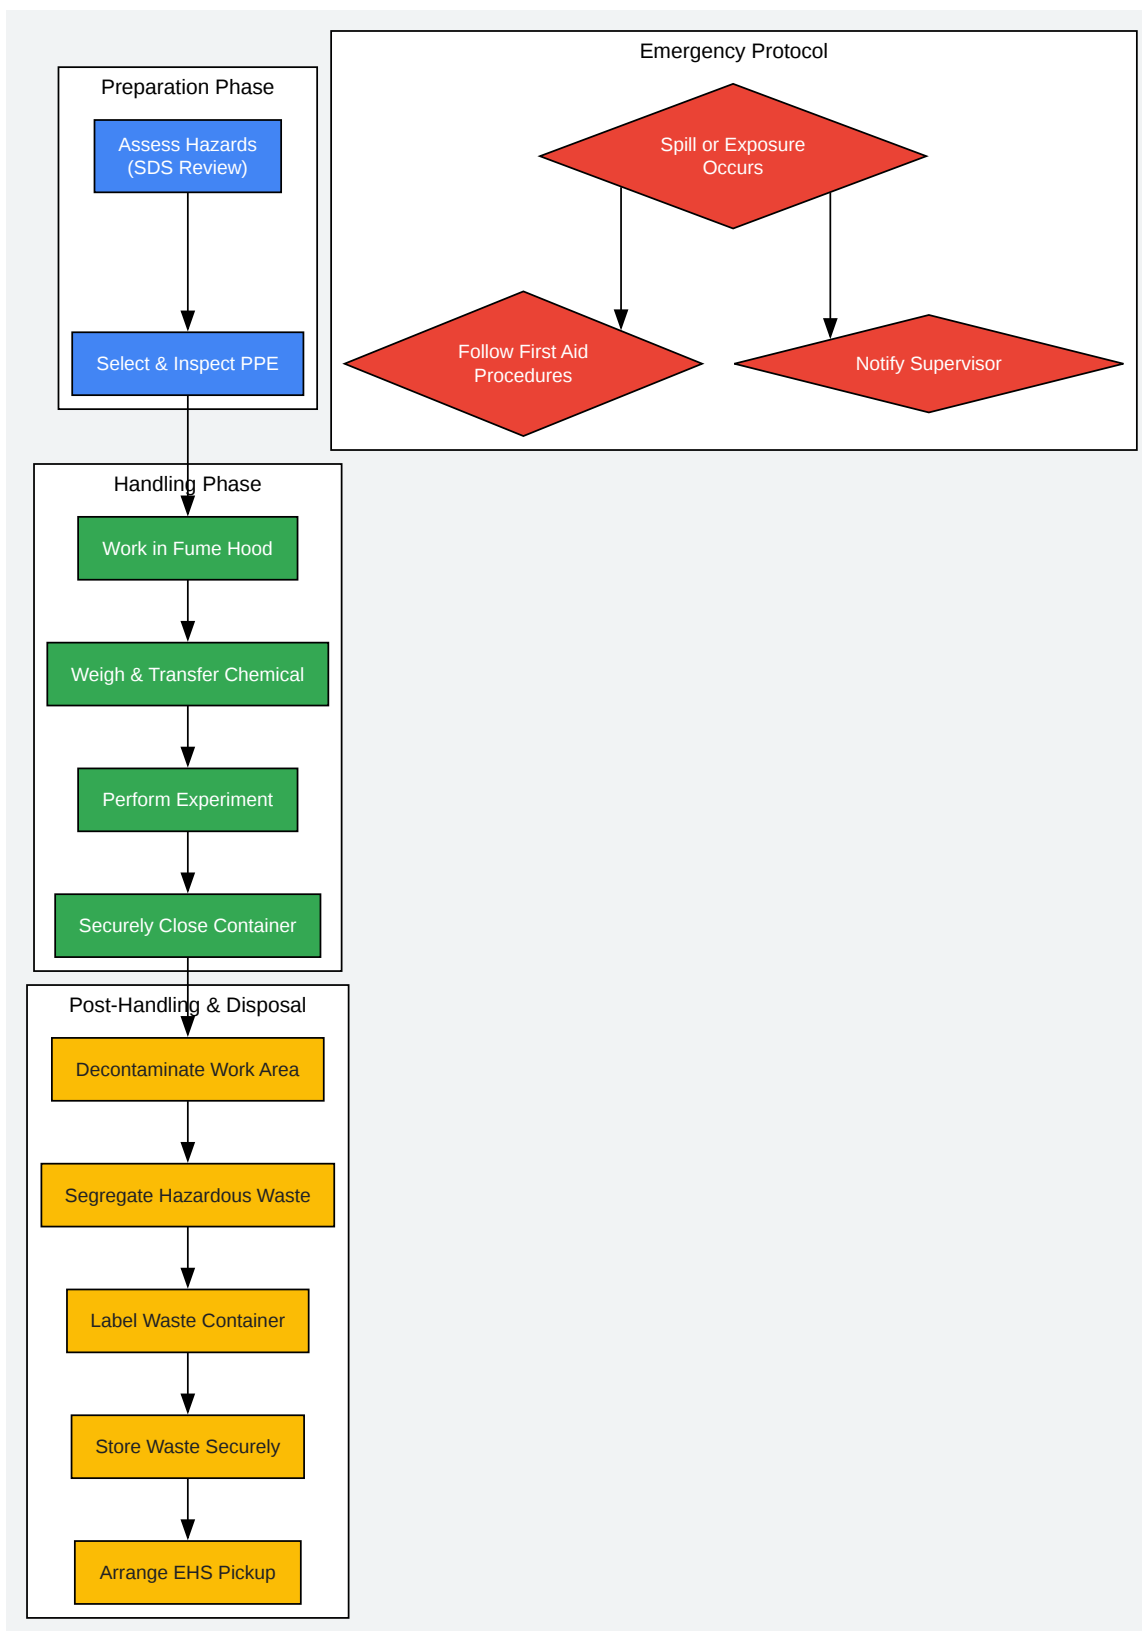 Preparation Phase
Assess Hazards
(SDS Review)
Select & Inspect PPE
Emergency Protocol
Spill or Exposure
Occurs
Follow First Aid
Procedures
Notify Supervisor
Handling Phase
Work in Fume Hood
Weigh & Transfer Chemical
Perform Experiment
Securely Close Container
Post-Handling & Disposal
Decontaminate Work Area
Segregate Hazardous Waste
Label Waste Container
Store Waste Securely
Arrange EHS Pickup